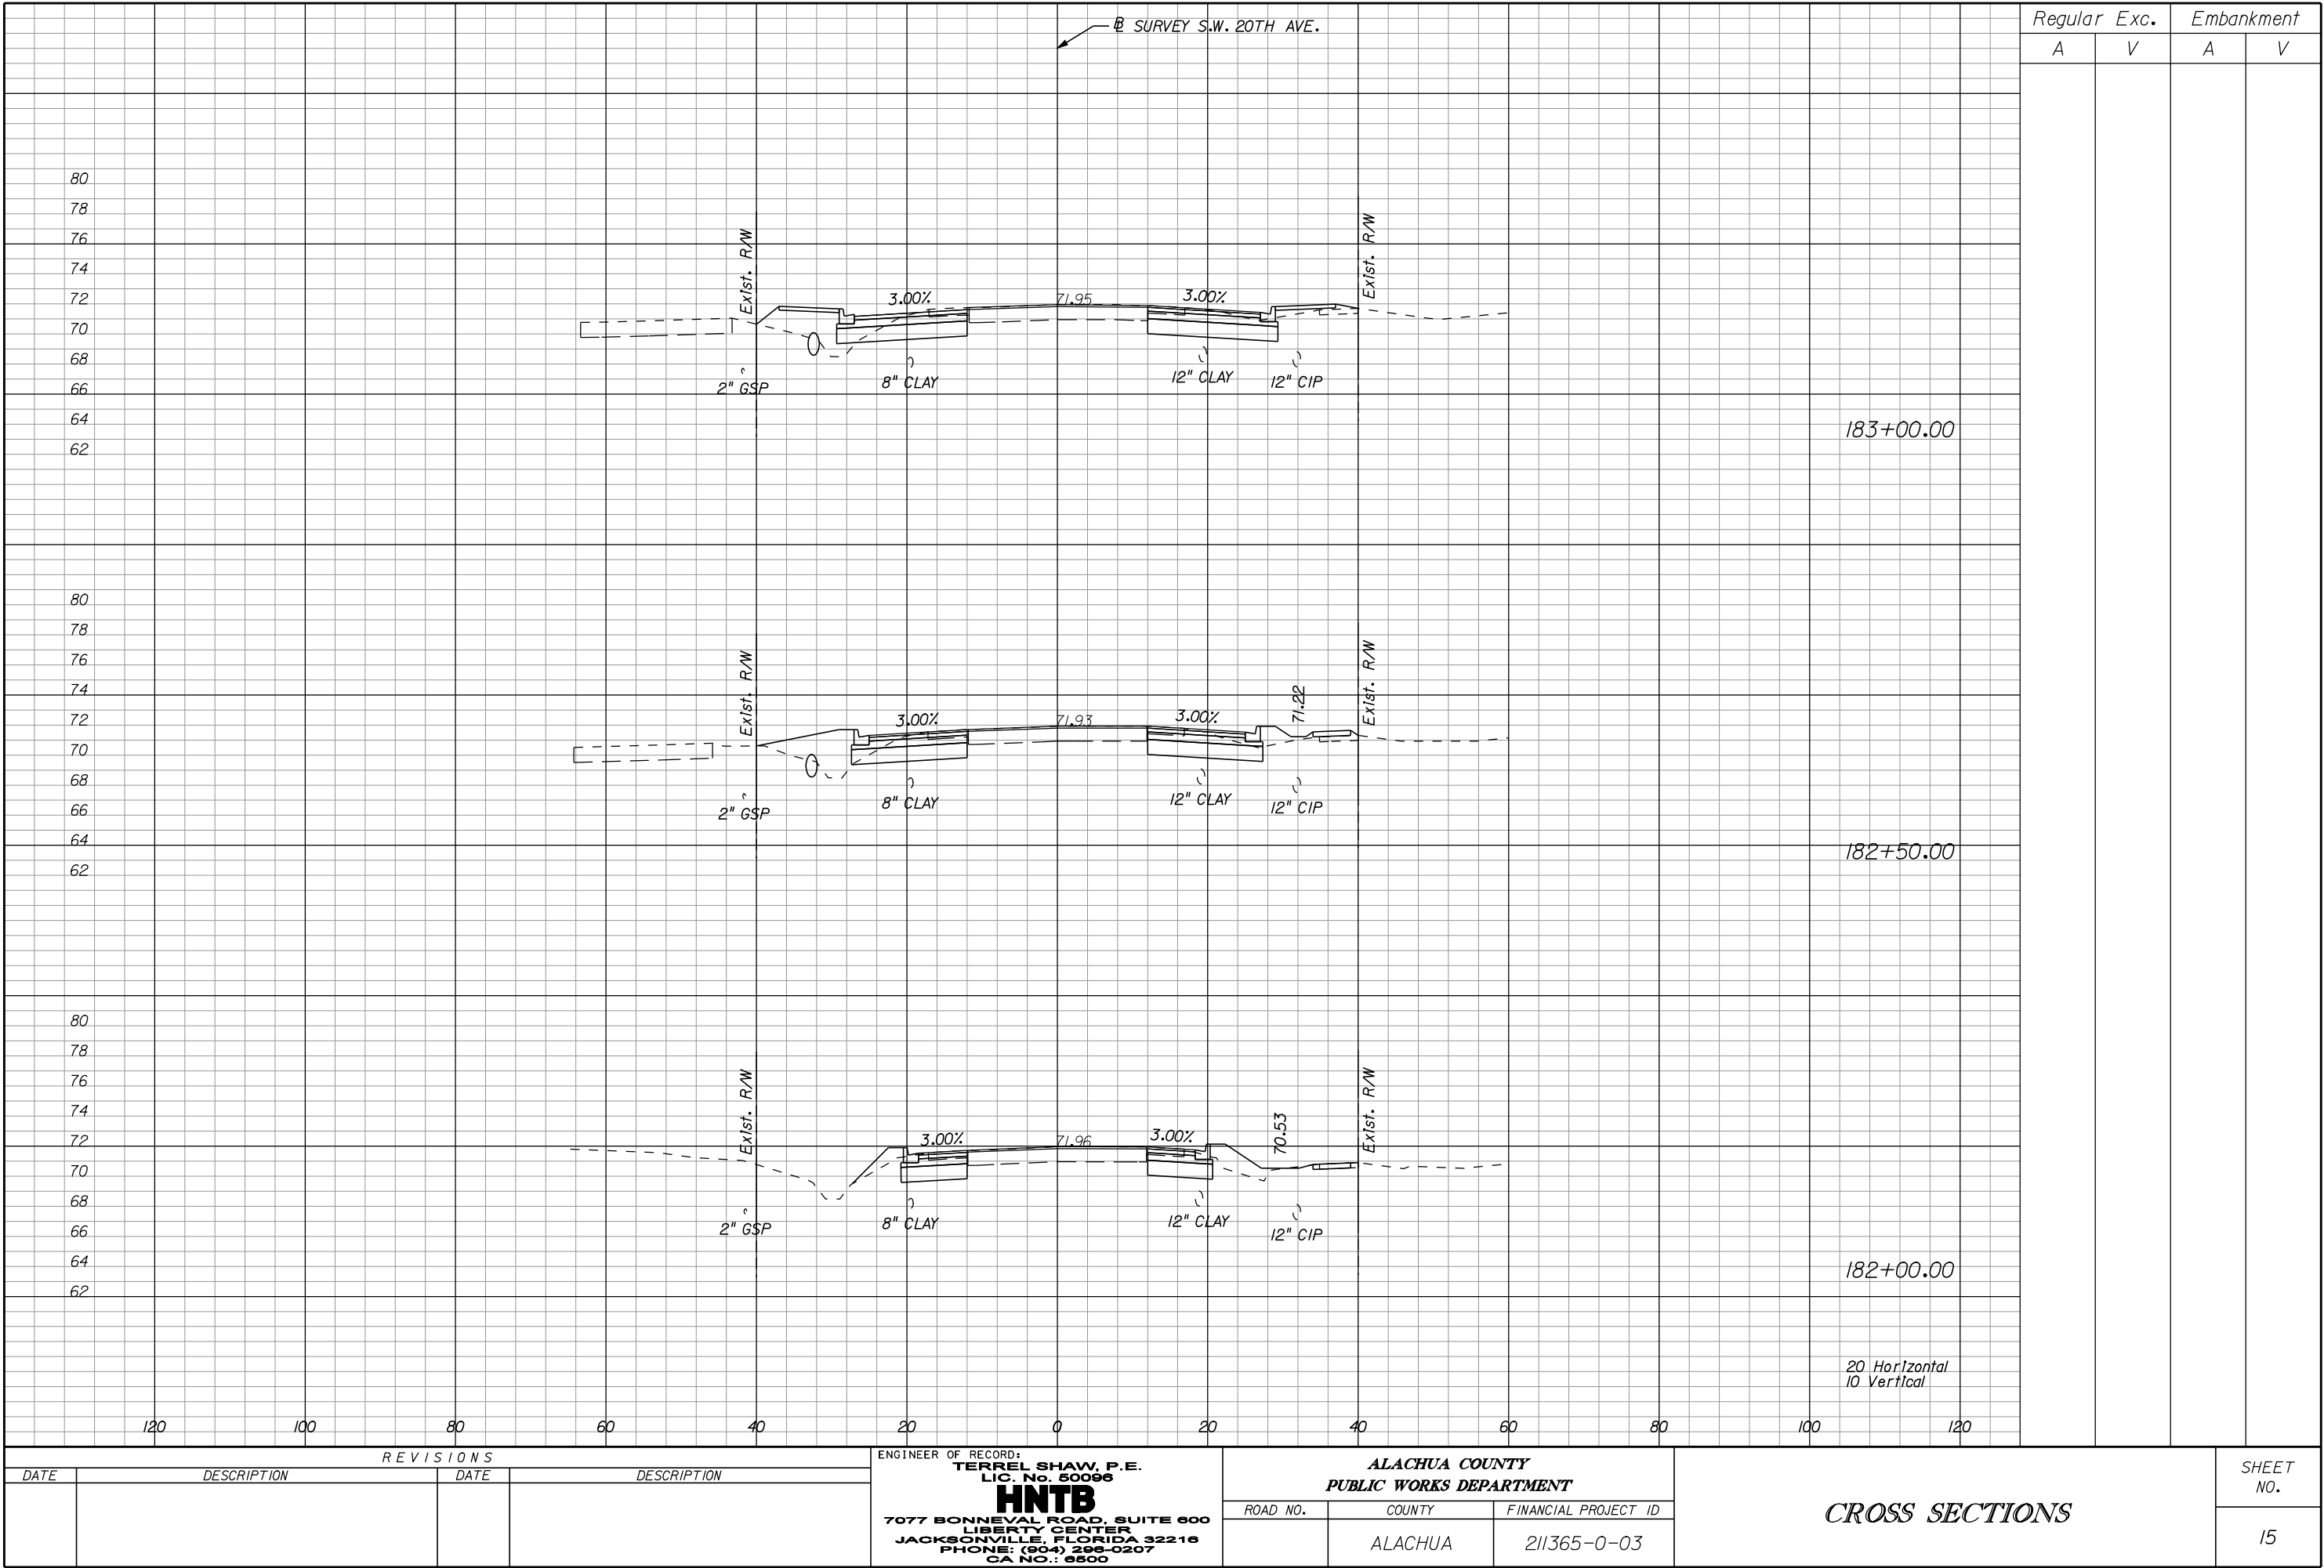 ℄ SURVEY S.W. 20TH AVE.
Regular Exc. Embankment
A V A V
80
78
76
74
72
70
68
66
64
62
Exist. R/W
3.00%
71.95
3.00%
Exist. R/W
2" GSP
8" CLAY
12" CLAY
12" CIP
183+00.00
80
78
76
74
72
70
68
66
64
62
Exist. R/W
3.00%
71.93
3.00%
71.22
Exist. R/W
2" GSP
8" CLAY
12" CLAY
12" CIP
182+50.00
80
78
76
74
72
70
68
66
64
62
Exist. R/W
3.00%
71.96
3.00%
70.53
Exist. R/W
2" GSP
8" CLAY
12" CLAY
12" CIP
182+00.00
20 Horizontal
10 Vertical
120 100 80 60 40 20 0 20 40 60 80 100 120
REVISIONS
DATE DESCRIPTION DATE DESCRIPTION
ENGINEER OF RECORD:
TERREL SHAW, P.E.
LIC. No. 50096
HNTB
7077 BONNEVAL ROAD, SUITE 600
LIBERTY CENTER
JACKSONVILLE, FLORIDA 32216
PHONE: (904) 296-0207
CA NO.: 6500
ALACHUA COUNTY
PUBLIC WORKS DEPARTMENT
ROAD NO. COUNTY FINANCIAL PROJECT ID
ALACHUA 211365-0-03
CROSS SECTIONS
SHEET
NO.
15